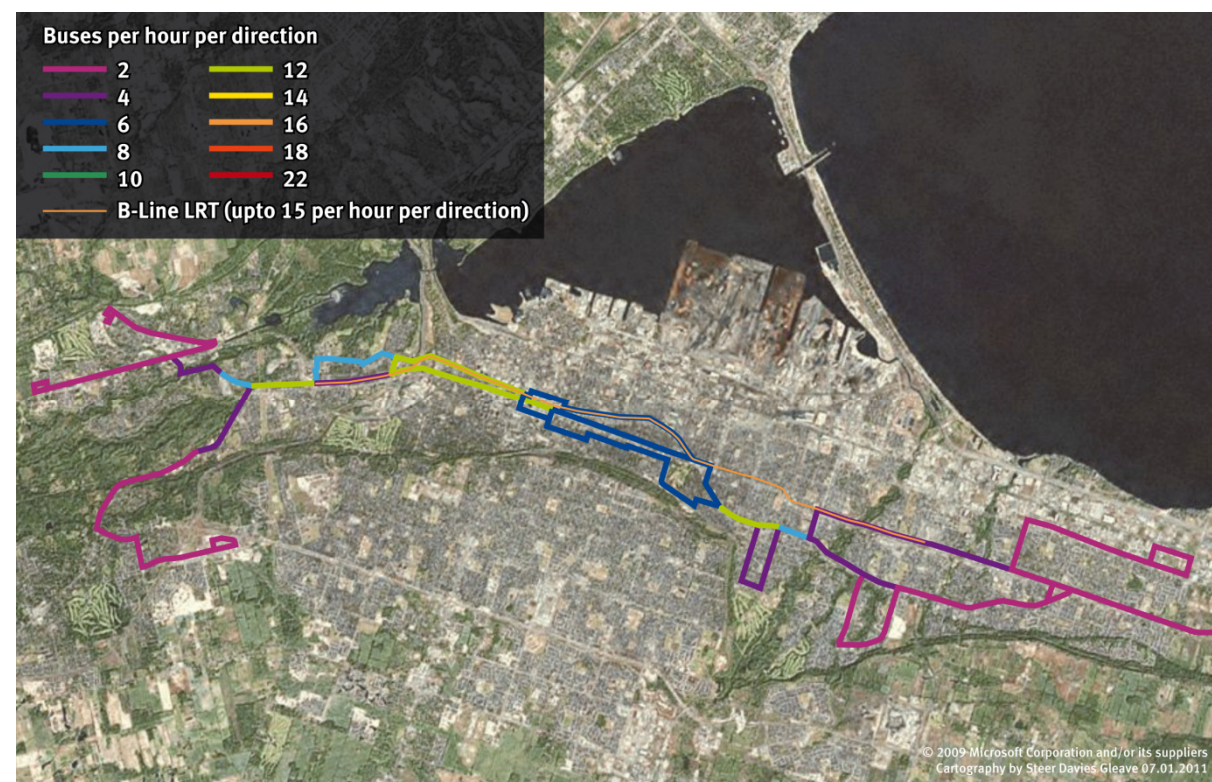 Buses per hour per direction
2
4
6
8
10
12
14
16
18
22
B-Line LRT (upto 15 per hour per direction)
© 2009 Microsoft Corporation and/or its suppliers
Cartography by Steer Davies Gleave 07.01.2011